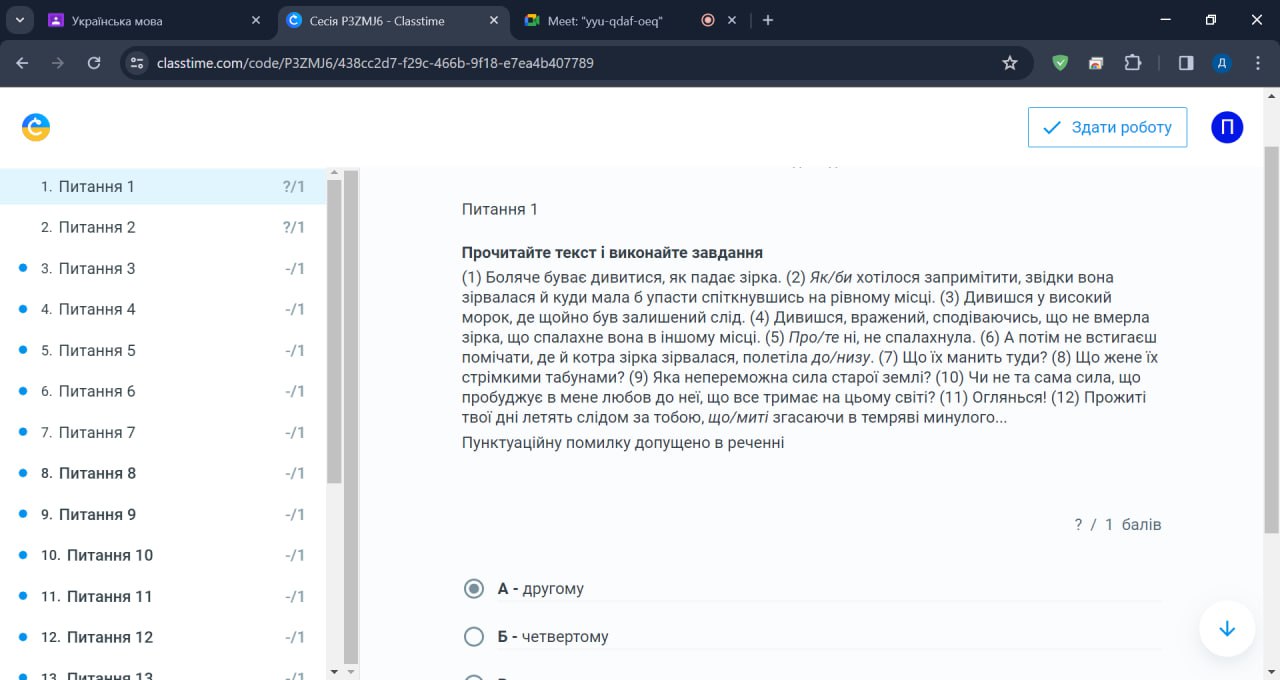 Українська мова
Сесія P3ZMJ6 - Classtime
Meet: "yyu-qdaf-oeq"
classtime.com/code/P3ZMJ6/438cc2d7-f29c-466b-9f18-e7ea4b407789
Д
Здати роботу
П
1. Питання 1 ?/1
2. Питання 2 ?/1
3. Питання 3 -/1
4. Питання 4 -/1
5. Питання 5 -/1
6. Питання 6 -/1
7. Питання 7 -/1
8. Питання 8 -/1
9. Питання 9 -/1
10. Питання 10 -/1
11. Питання 11 -/1
12. Питання 12 -/1
13. Питання 13 -/1
Питання 1
Прочитайте текст і виконайте завдання
(1) Боляче буває дивитися, як падає зірка. (2) Як/би хотілося запримітити, звідки вона
зірвалася й куди мала б упасти спіткнувшись на рівному місці. (3) Дивишся у високий
морок, де щойно був залишений слід. (4) Дивишся, вражений, сподіваючись, що не вмерла
зірка, що спалахне вона в іншому місці. (5) Про/те ні, не спалахнула. (6) А потім не встигаєш
помічати, де й котра зірка зірвалася, полетіла до/низу. (7) Що їх манить туди? (8) Що жене їх
стрімкими табунами? (9) Яка непереможна сила старої землі? (10) Чи не та сама сила, що
пробуджує в мене любов до неї, що все тримає на цьому світі? (11) Оглянься! (12) Прожиті
твої дні летять слідом за тобою, що/миті згасаючи в темряві минулого...
Пунктуаційну помилку допущено в реченні
? / 1 балів
А - другому
Б - четвертому